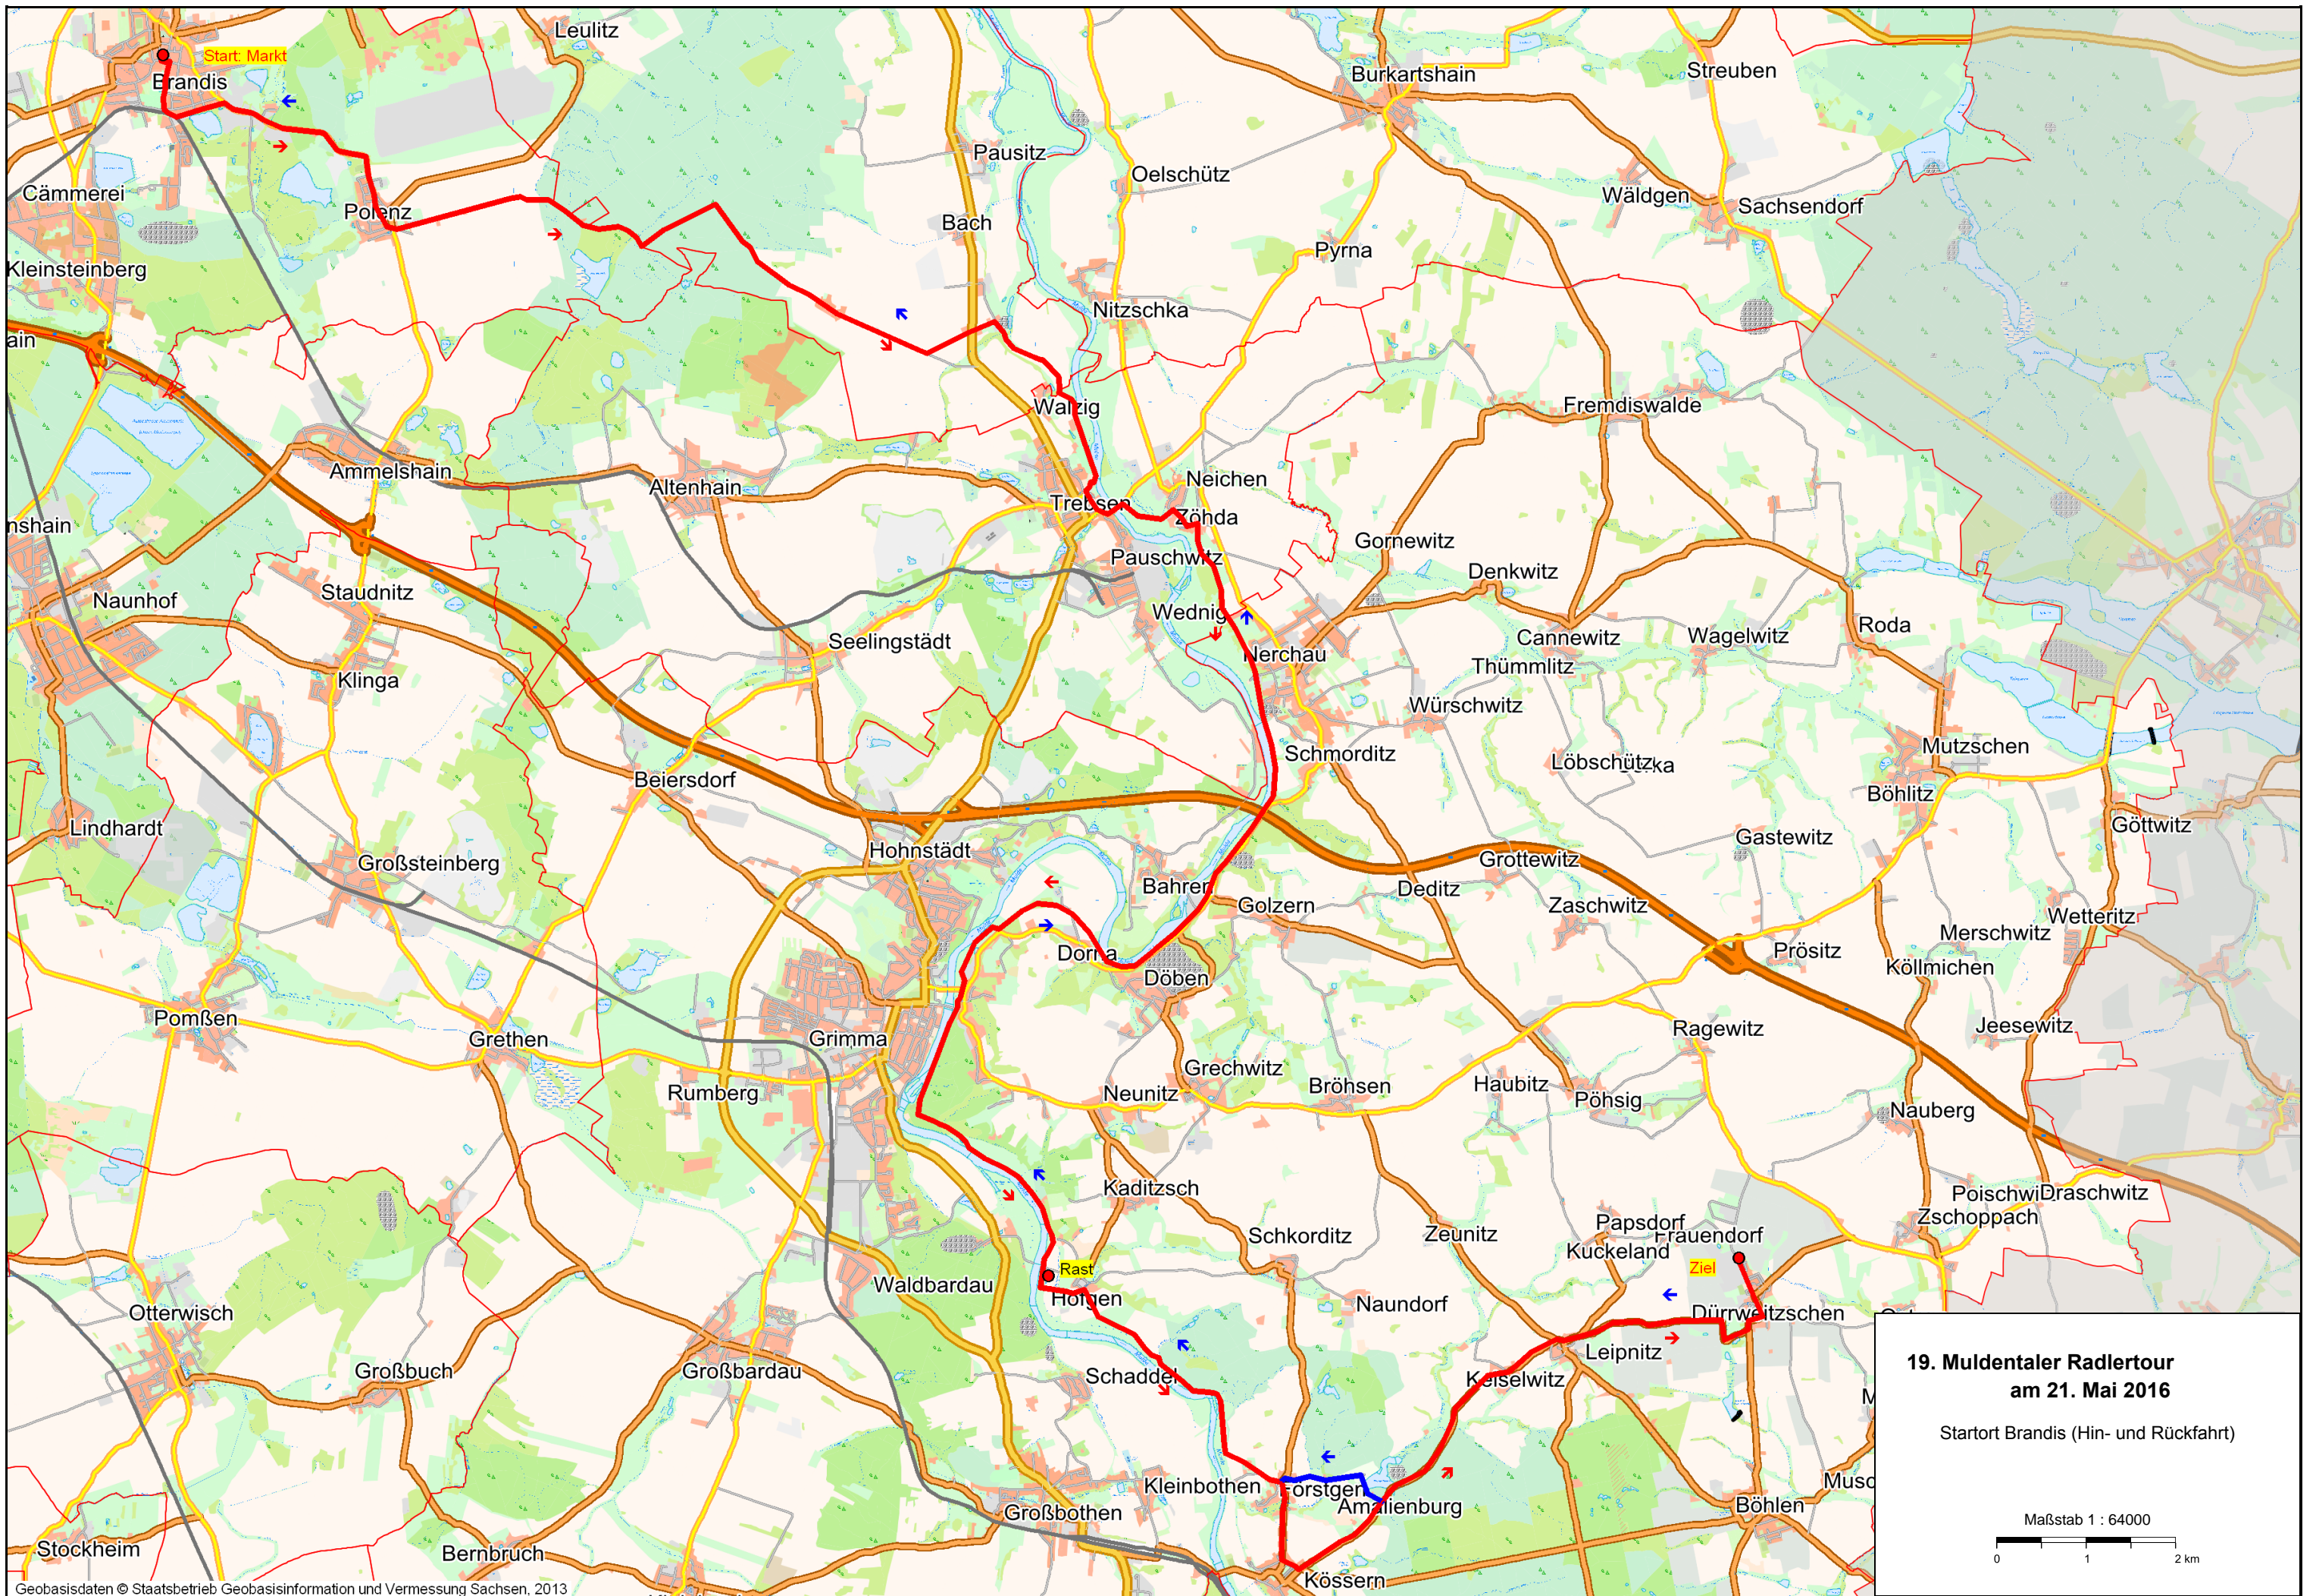 Leulitz
Start: Markt
Brandis
Burkartshain
Streuben
Pausitz
Oelschütz
Cämmerei
Polenz
Bach
Wäldgen
Sachsendorf
Pyrna
Kleinsteinberg
Nitzschka
ain
Walzig
Fremdiswalde
Ammelshain
Altenhain
Neichen
Trebsen
Zöhda
nshain
Gornewitz
Pauschwitz
Denkwitz
Staudnitz
Naunhof
Wednig
Seelingstädt
Nerchau
Cannewitz
Wagelwitz
Roda
Thümmlitz
Klinga
Würschwitz
Schmorditz
Löbschütz
Mutzschen
Beiersdorf
Böhlitz
Lindhardt
Göttwitz
Großsteinberg
Hohnstädt
Gastewitz
Grottewitz
Bahren
Deditz
Golzern
Zaschwitz
Wetteritz
Merschwitz
Dorna
Prösitz
Döben
Köllmichen
Pomßen
Grethen
Grimma
Ragewitz
Jeesewitz
Rumberg
Grechwitz
Neunitz
Bröhsen
Haubitz
Pöhsig
Nauberg
Kaditzsch
Poischwi
Draschwitz
Zschoppach
Schkorditz
Zeunitz
Papsdorf
Frauendorf
Kuckeland
Rast
Ziel
Waldbardau
Höfgen
Naundorf
Otterwisch
Dürrweitzschen
Leipnitz
Großbuch
Großbardau
Schaddel
Keiselwitz
Kleinbothen
Förstgen
Amalienburg
Großbothen
Böhlen
Musc
M
Stockheim
Bernbruch
Kössern
19. Muldentaler Radlertour
am 21. Mai 2016
Startort Brandis (Hin- und Rückfahrt)
Maßstab 1 : 64000
0 1 2 km
Geobasisdaten © Staatsbetrieb Geobasisinformation und Vermessung Sachsen, 2013